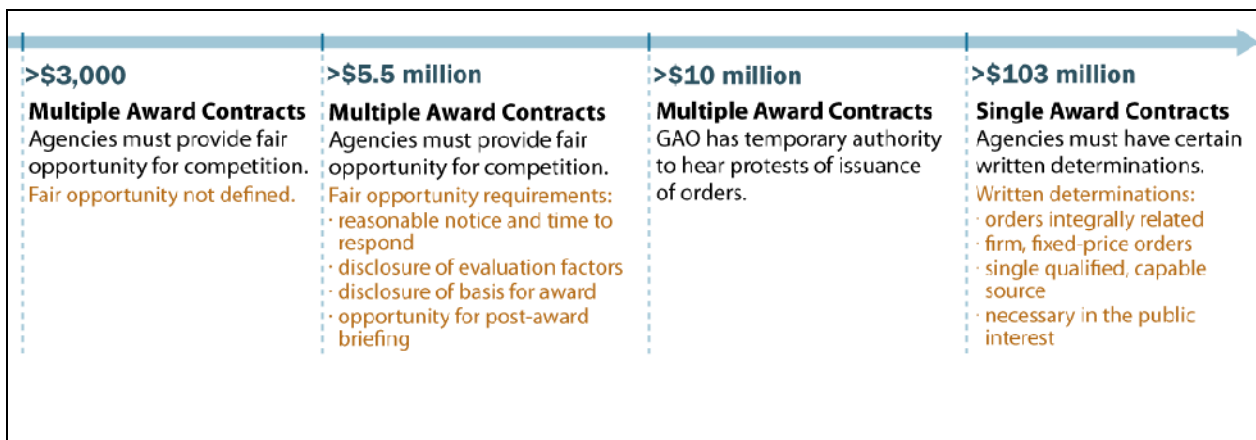 >$3,000
Multiple Award Contracts
Agencies must provide fair
opportunity for competition.
Fair opportunity not defined.
>$5.5 million
Multiple Award Contracts
Agencies must provide fair
opportunity for competition.
Fair opportunity requirements:
· reasonable notice and time to
respond
· disclosure of evaluation factors
· disclosure of basis for award
· opportunity for post-award
briefing
>$10 million
Multiple Award Contracts
GAO has temporary authority
to hear protests of issuance
of orders.
>$103 million
Single Award Contracts
Agencies must have certain
written determinations.
Written determinations:
· orders integrally related
· firm, fixed-price orders
· single qualified, capable
source
· necessary in the public
interest